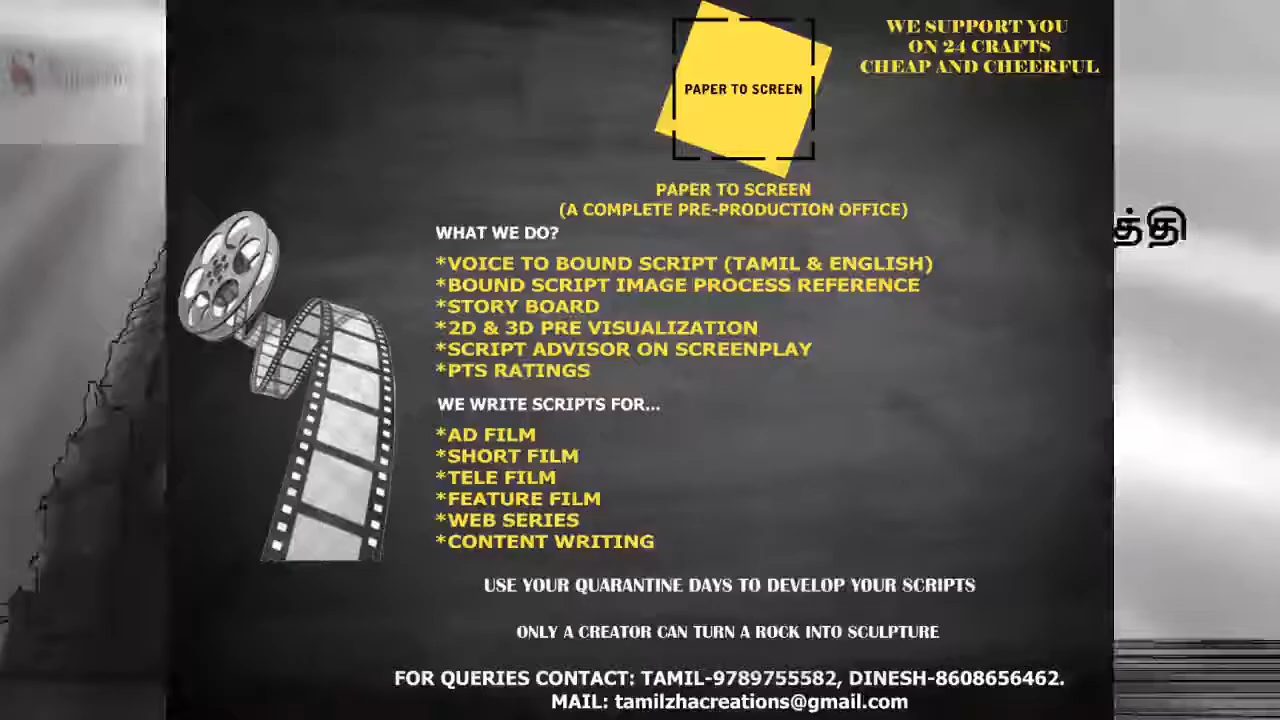 WE SUPPORT YOU
ON 24 CRAFTS
CHEAP AND CHEERFUL
PAPER TO SCREEN
PAPER TO SCREEN
(A COMPLETE PRE-PRODUCTION OFFICE)
WHAT WE DO?
*VOICE TO BOUND SCRIPT (TAMIL & ENGLISH)
*BOUND SCRIPT IMAGE PROCESS REFERENCE
*STORY BOARD
*2D & 3D PRE VISUALIZATION
*SCRIPT ADVISOR ON SCREENPLAY
*PTS RATINGS
WE WRITE SCRIPTS FOR...
*AD FILM
*SHORT FILM
*TELE FILM
*FEATURE FILM
*WEB SERIES
*CONTENT WRITING
USE YOUR QUARANTINE DAYS TO DEVELOP YOUR SCRIPTS
ONLY A CREATOR CAN TURN A ROCK INTO SCULPTURE
FOR QUERIES CONTACT: TAMIL-9789755582, DINESH-8608656462.
MAIL: tamilzhacreations@gmail.com